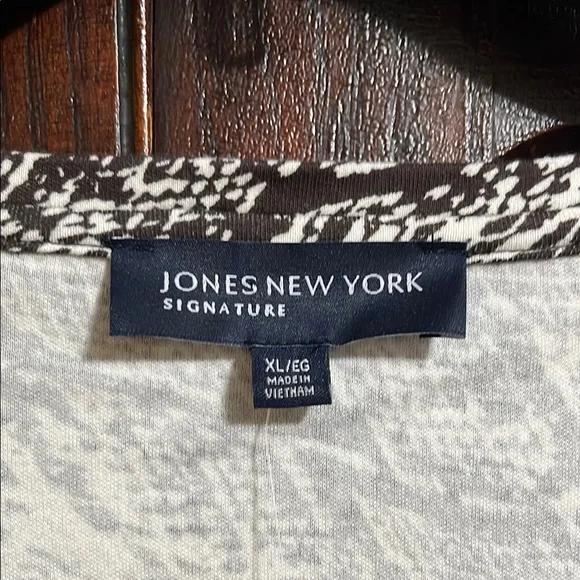 JONES NEW YORK
SIGNATURE
XL/EG
MADE IN
VIETNAM